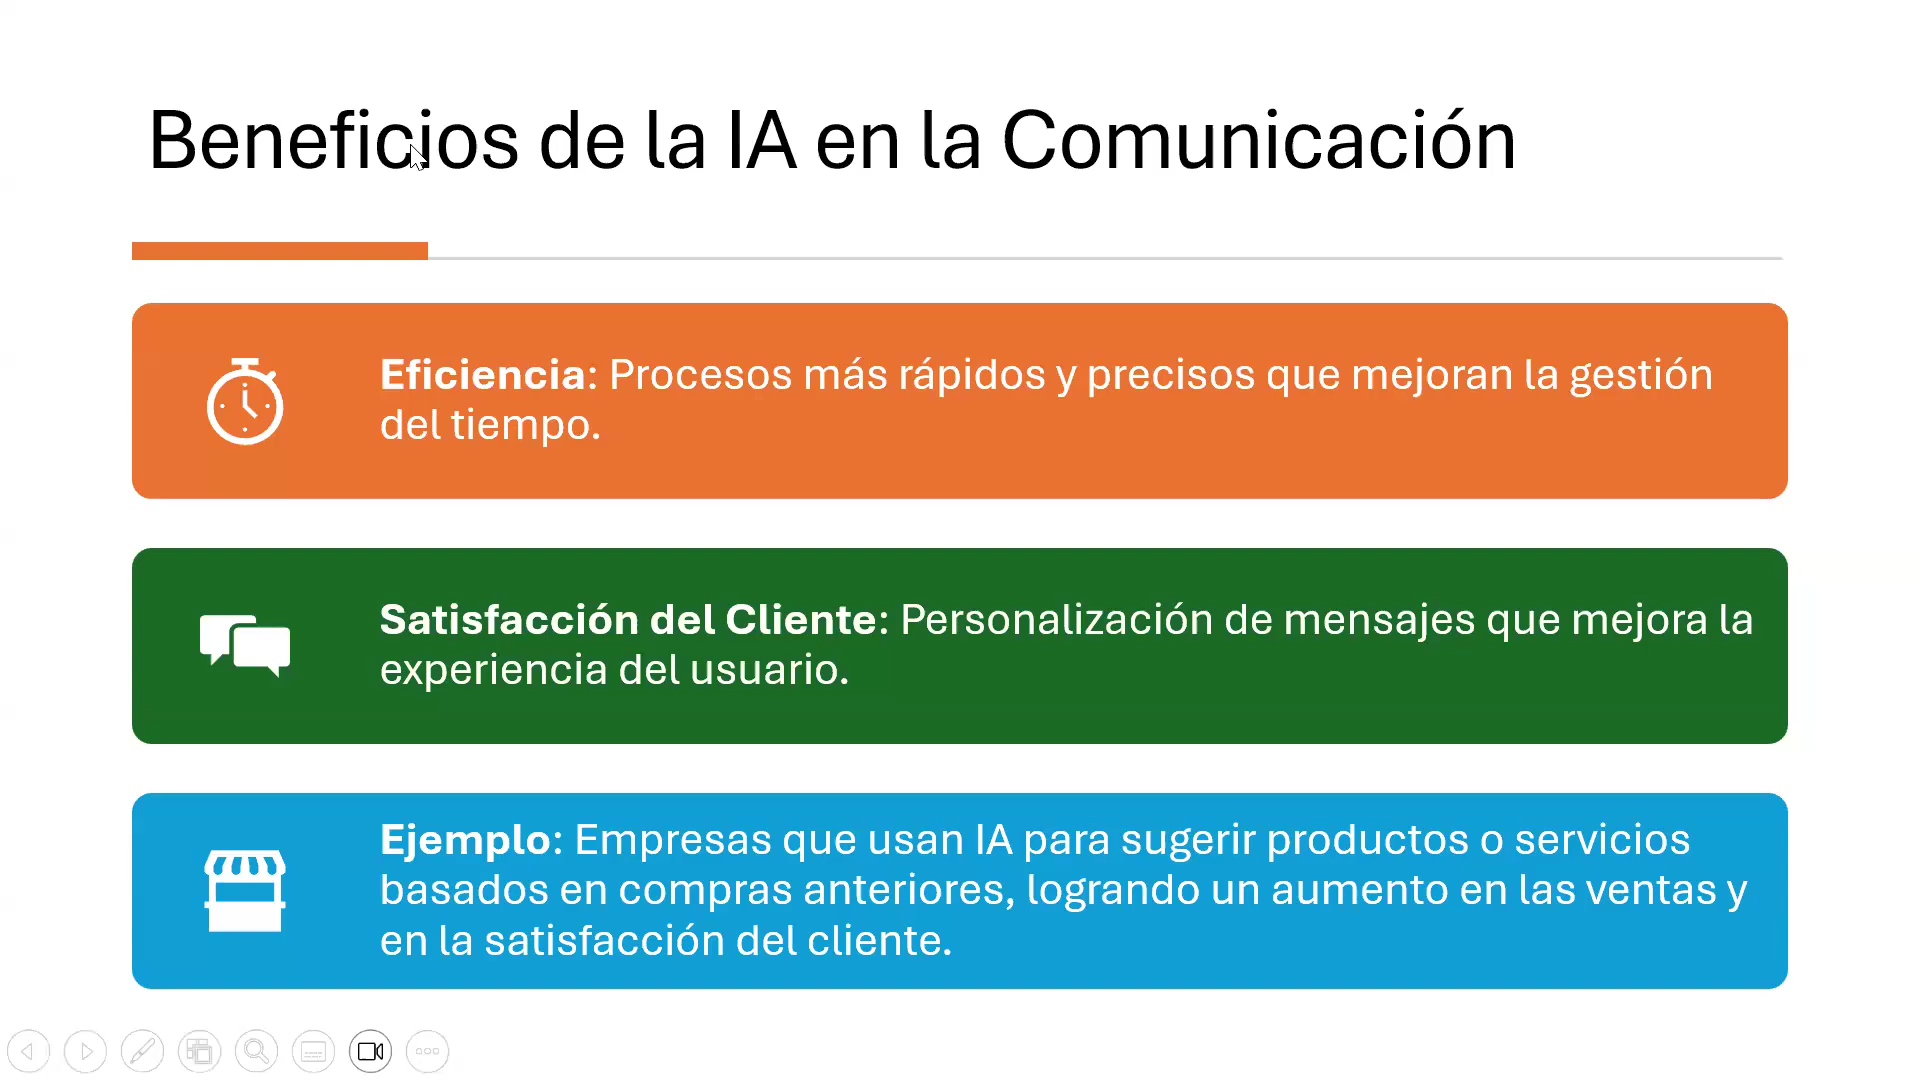 Beneficios de la IA en la Comunicación
Eficiencia: Procesos más rápidos y precisos que mejoran la gestión
del tiempo.
Satisfacción del Cliente: Personalización de mensajes que mejora la
experiencia del usuario.
Ejemplo: Empresas que usan IA para sugerir productos o servicios
basados en compras anteriores, logrando un aumento en las ventas y
en la satisfacción del cliente.